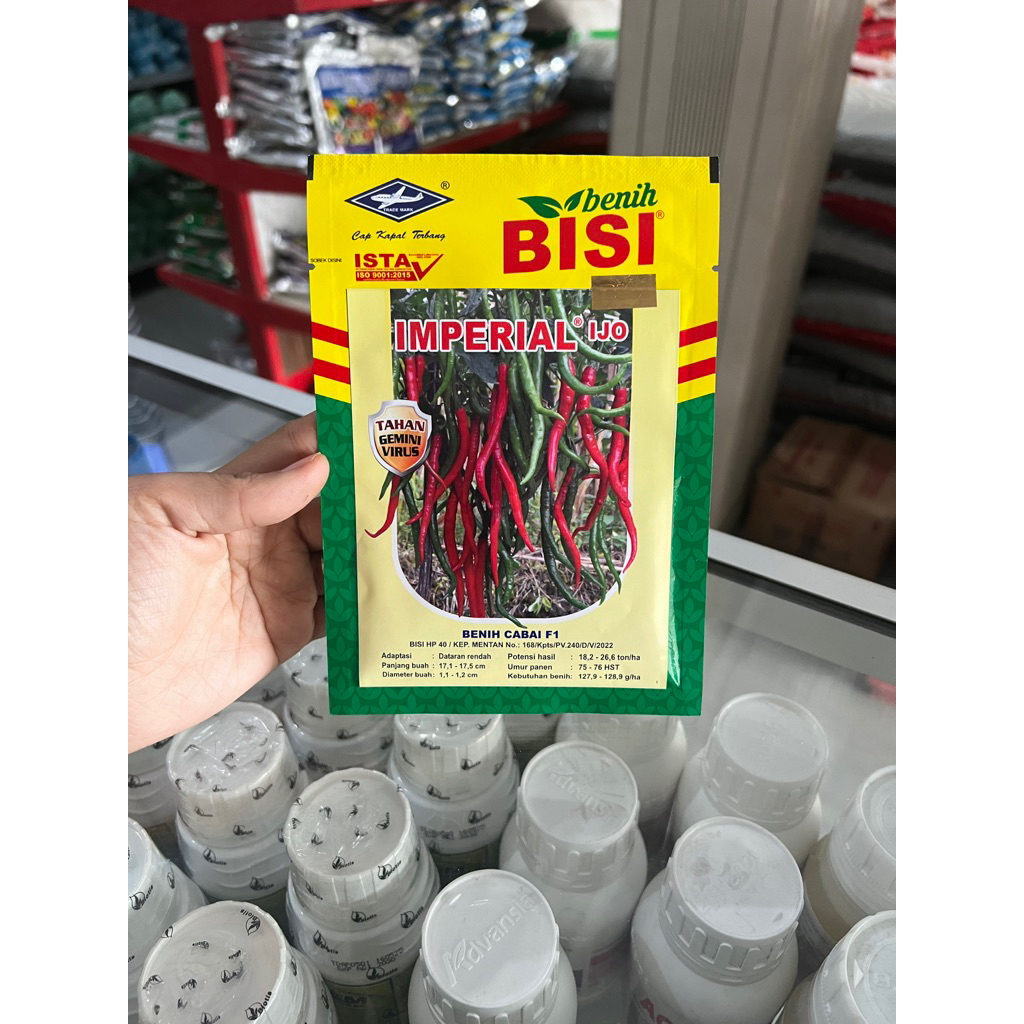 TRADE MARK
®
Cap Kapal Terbang
benih
BISI®
SOBEK DISINI
ISTA
ISO 9001:2015
IMPERIAL® IJO
TAHAN
GEMINI
VIRUS
BENIH CABAI F1
BISI HP 40 / KEP. MENTAN No.: 168/Kpts/PV.240/D/V/2022
Adaptasi : Dataran rendah
Panjang buah : 17,1 - 17,5 cm
Diameter buah : 1,1 - 1,2 cm
Potensi hasil : 18,2 - 26,6 ton/ha
Umur panen : 75 - 76 HST
Kebutuhan benih : 127,9 - 128,9 g/ha
Advansia